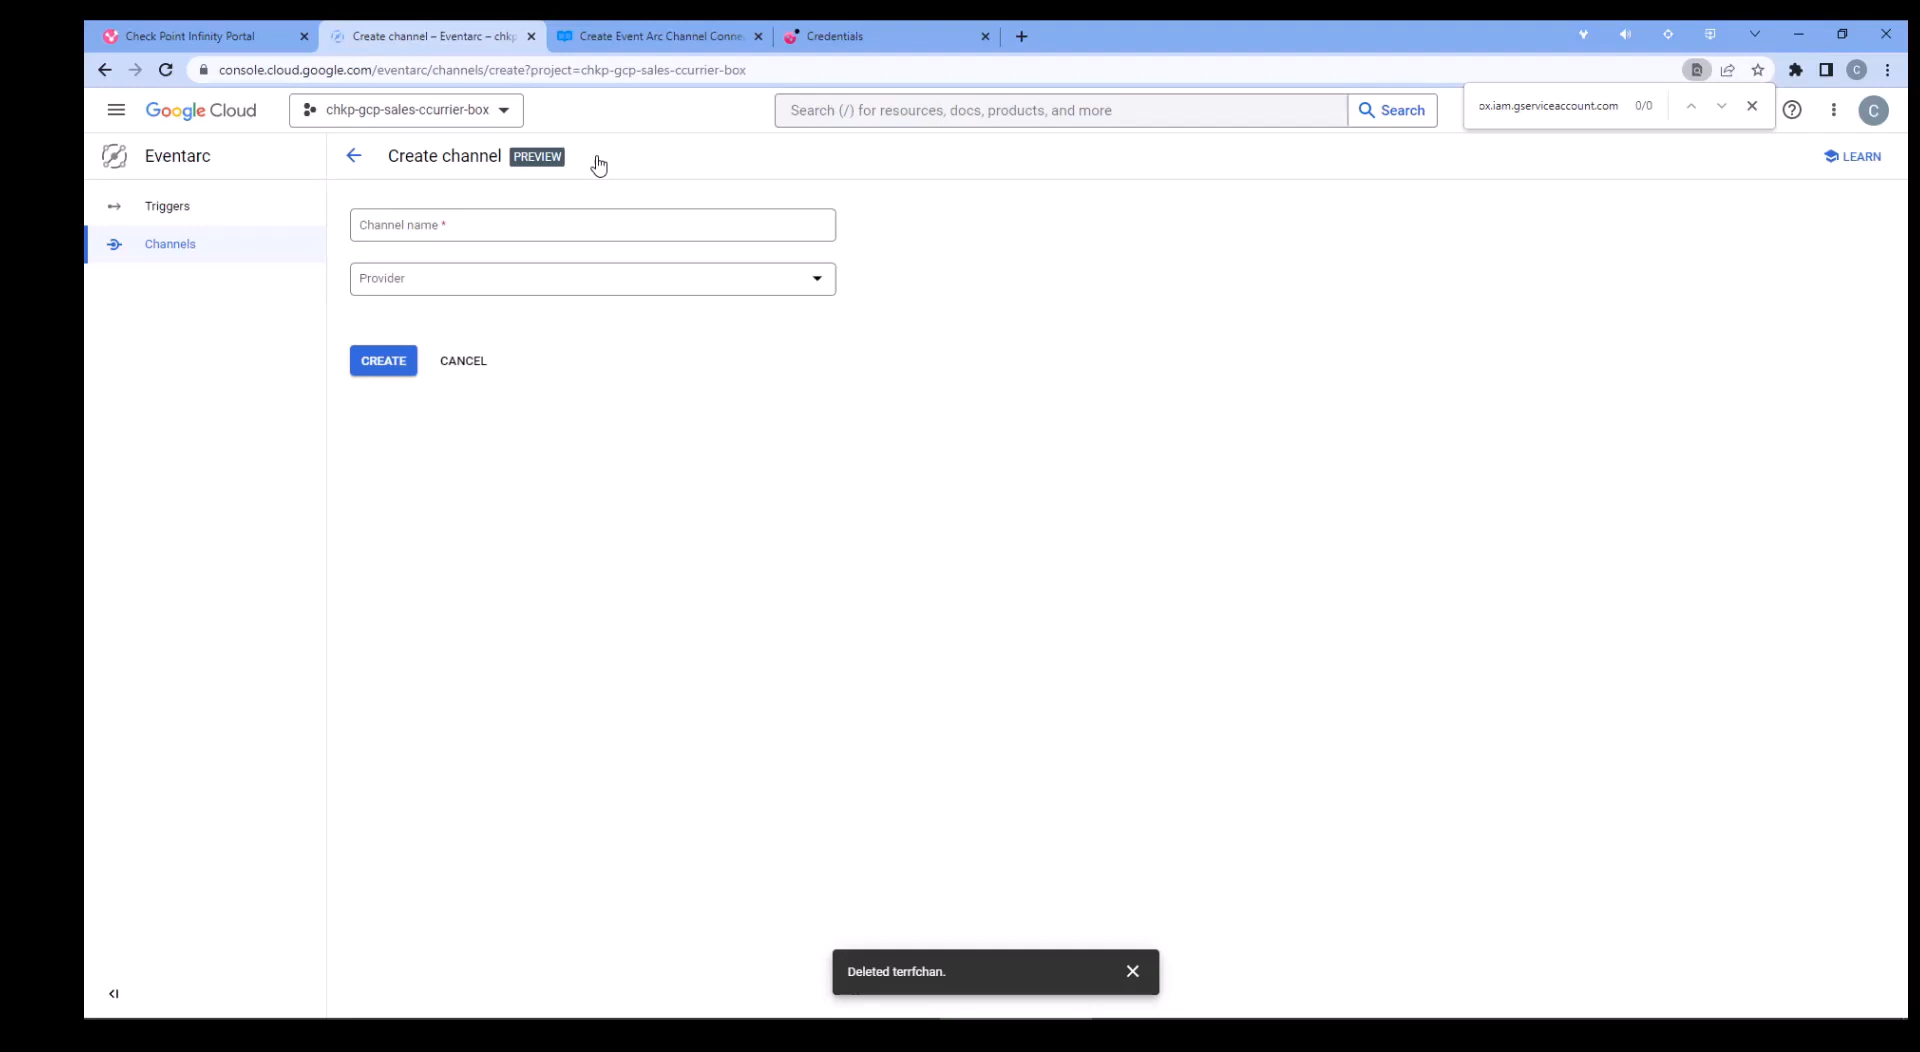 Check Point Infinity Portal
Create channel – Eventarc – chkp
Create Event Arc Channel Conne
Credentials
console.cloud.google.com/eventarc/channels/create?project=chkp-gcp-sales-ccurrier-box
C
Google Cloud
chkp-gcp-sales-ccurrier-box
Search (/) for resources, docs, products, and more
Search
ox.iam.gserviceaccount.com 0/0
C
Eventarc
Create channel PREVIEW
LEARN
Triggers
Channels
Channel name *
Provider
CREATE CANCEL
Deleted terrfchan.